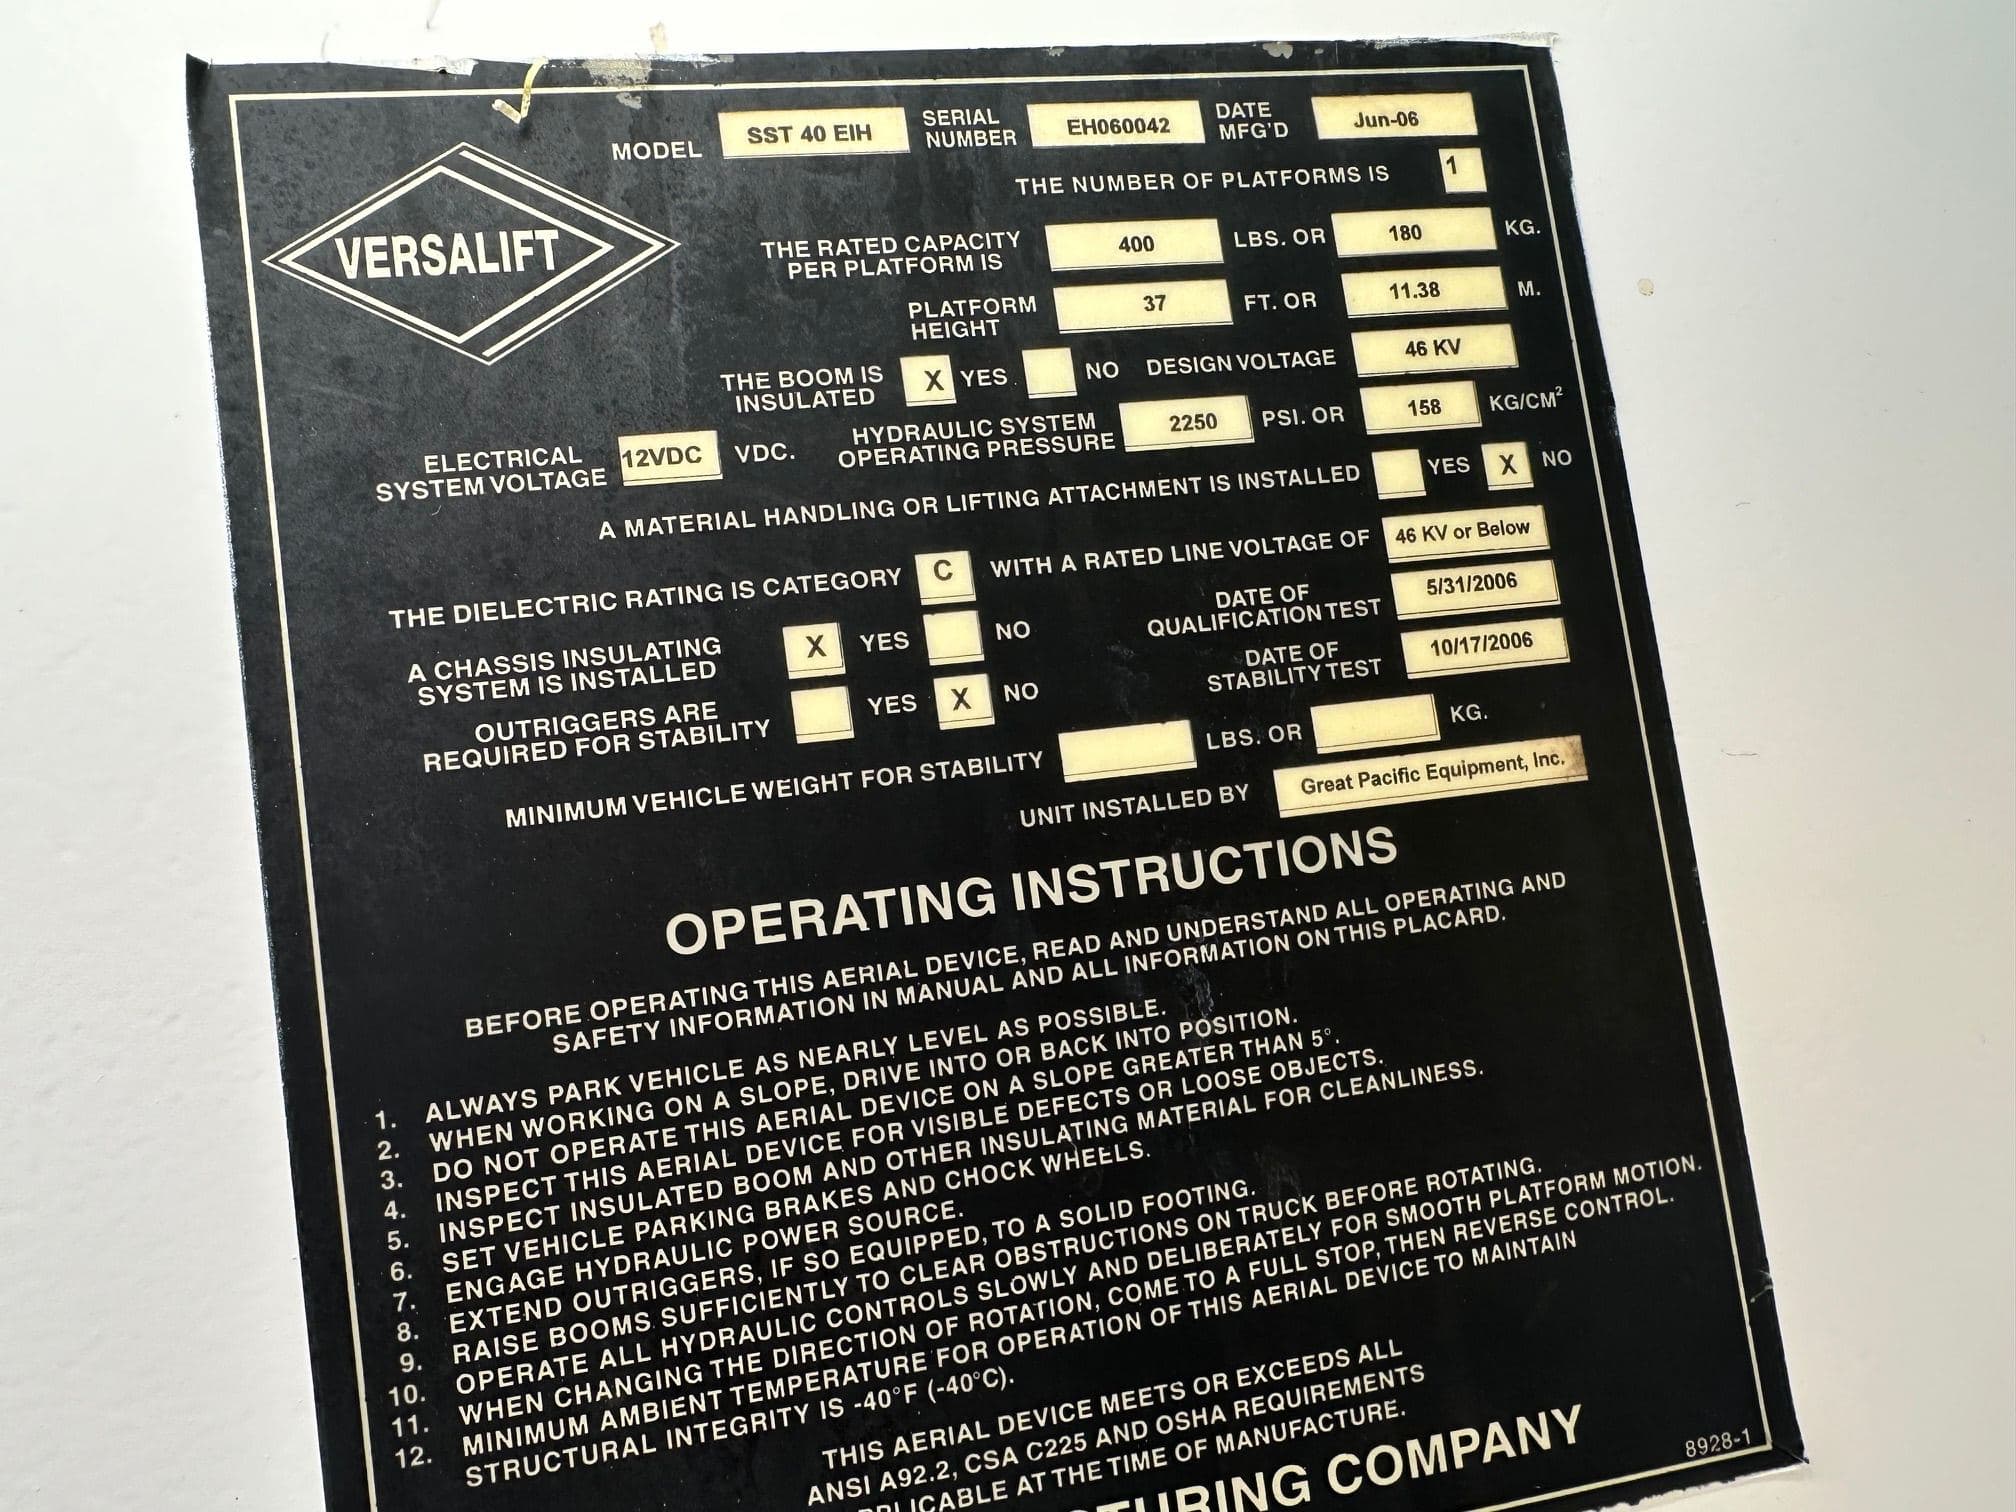 MODEL SST 40 EIH SERIAL NUMBER EH060042 DATE MFG'D Jun-06
THE NUMBER OF PLATFORMS IS 1
VERSALIFT
THE RATED CAPACITY PER PLATFORM IS 400 LBS. OR 180 KG.
PLATFORM HEIGHT 37 FT. OR 11.38 M.
THE BOOM IS INSULATED X YES NO DESIGN VOLTAGE 46 KV
ELECTRICAL SYSTEM VOLTAGE 12VDC VDC. HYDRAULIC SYSTEM OPERATING PRESSURE 2250 PSI. OR 158 KG/CM²
A MATERIAL HANDLING OR LIFTING ATTACHMENT IS INSTALLED YES X NO
THE DIELECTRIC RATING IS CATEGORY C WITH A RATED LINE VOLTAGE OF 46 KV or Below
A CHASSIS INSULATING SYSTEM IS INSTALLED X YES NO DATE OF QUALIFICATION TEST 5/31/2006
OUTRIGGERS ARE REQUIRED FOR STABILITY YES X NO DATE OF STABILITY TEST 10/17/2006
MINIMUM VEHICLE WEIGHT FOR STABILITY LBS. OR KG.
UNIT INSTALLED BY Great Pacific Equipment, Inc.
OPERATING INSTRUCTIONS
BEFORE OPERATING THIS AERIAL DEVICE, READ AND UNDERSTAND ALL OPERATING AND
SAFETY INFORMATION IN MANUAL AND ALL INFORMATION ON THIS PLACARD.
1. ALWAYS PARK VEHICLE AS NEARLY LEVEL AS POSSIBLE.
2. WHEN WORKING ON A SLOPE, DRIVE INTO OR BACK INTO POSITION.
3. DO NOT OPERATE THIS AERIAL DEVICE ON A SLOPE GREATER THAN 5°.
4. INSPECT THIS AERIAL DEVICE FOR VISIBLE DEFECTS OR LOOSE OBJECTS.
5. INSPECT INSULATED BOOM AND OTHER INSULATING MATERIAL FOR CLEANLINESS.
6. SET VEHICLE PARKING BRAKES AND CHOCK WHEELS.
7. ENGAGE HYDRAULIC POWER SOURCE.
8. EXTEND OUTRIGGERS, IF SO EQUIPPED, TO A SOLID FOOTING.
9. RAISE BOOMS SUFFICIENTLY TO CLEAR OBSTRUCTIONS ON TRUCK BEFORE ROTATING.
10. OPERATE ALL HYDRAULIC CONTROLS SLOWLY AND DELIBERATELY FOR SMOOTH PLATFORM MOTION.
11. WHEN CHANGING THE DIRECTION OF ROTATION, COME TO A FULL STOP, THEN REVERSE CONTROL.
12. MINIMUM AMBIENT TEMPERATURE FOR OPERATION OF THIS AERIAL DEVICE TO MAINTAIN
STRUCTURAL INTEGRITY IS -40°F (-40°C).
THIS AERIAL DEVICE MEETS OR EXCEEDS ALL
ANSI A92.2, CSA C225 AND OSHA REQUIREMENTS
AT THE TIME OF MANUFACTURE.
COMPANY
8928-1